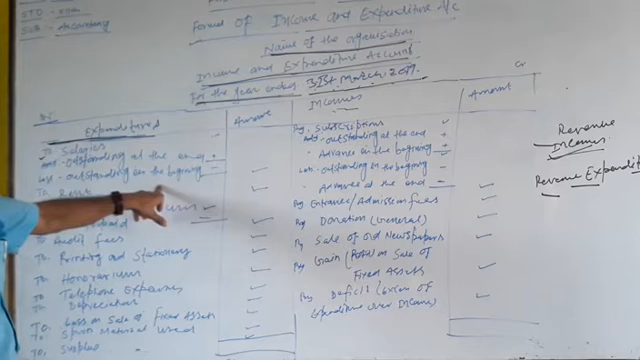 STD -
SUB - Accountancy
Format OF Income and Expenditure A/c
Name of the organisation
Income and Expenditure Account
For the year ended 31st March 2019.
Dr.
Cr
Expenditures
Amount
Incomes
Amount
To Salaries
Add - outstanding at the end +
Less - outstanding in the beginning -
To Rent
To Audit fees
To Printing and Stationary
To Honorarium
To Telephone Expenses
To Depreciation
To Loss on Sale of Fixed Assets
To Sports Material used
To, Surplus
By Subscriptions
Add - outstanding at the end +
" Advance in the beginning +
Less - outstanding in the beginning -
" Advance at the end -
By Entrance/Admission fees
By Donation (General)
By Sale of old Newspapers
By Gain (Profit) on Sale of
Fixed Assets
By Deficit (Excess of
Expenditure over Income)
Revenue
Incomes
Revenue Expendit